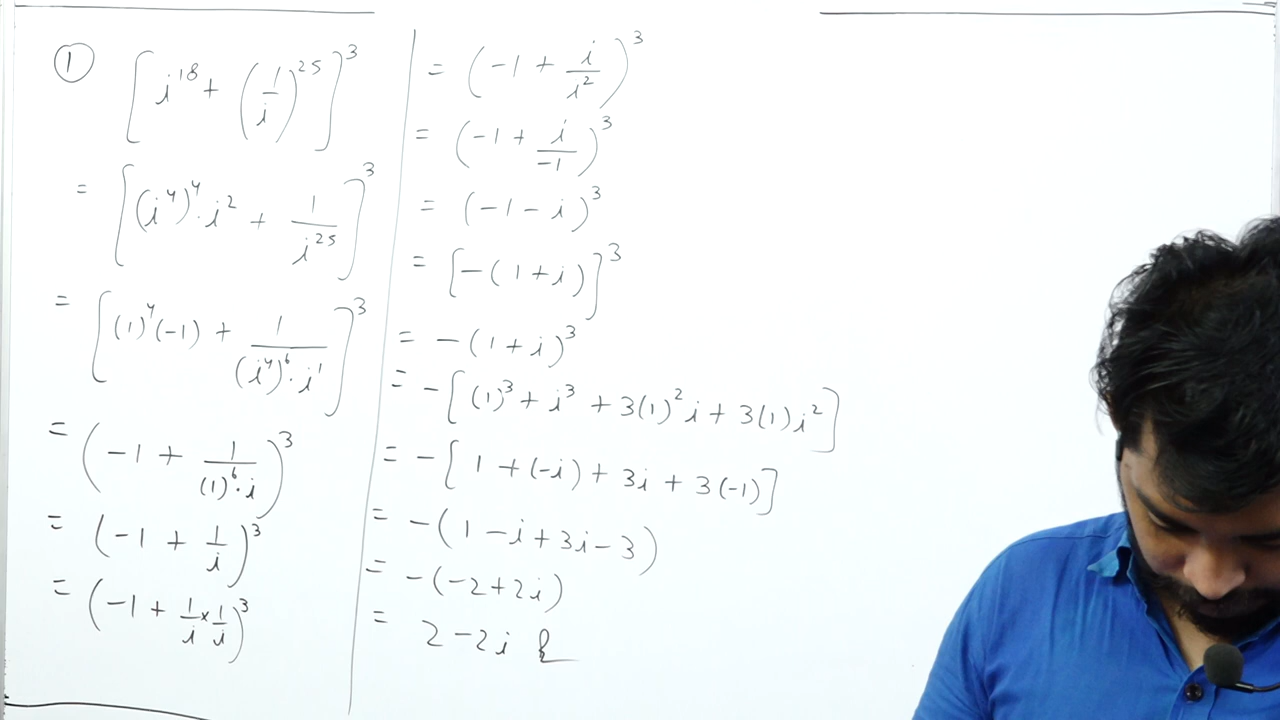 ① [i^18 + (1/i)^25]^3
= [(i^4)^4 . i^2 + 1/i^25]^3
= [(1)^4 (-1) + 1/((i^4)^6 . i^1)]^3
= (-1 + 1/((1)^6 . i))^3
= (-1 + 1/i)^3
= (-1 + 1/i × 1/i)^3
= (-1 + i/i^2)^3
= (-1 + i/-1)^3
= (-1 - i)^3
= [-(1 + i)]^3
= -(1 + i)^3
= -[(1)^3 + i^3 + 3(1)^2 i + 3(1)i^2]
= -[1 + (-i) + 3i + 3(-1)]
= -(1 - i + 3i - 3)
= -(-2 + 2i)
= 2 - 2i